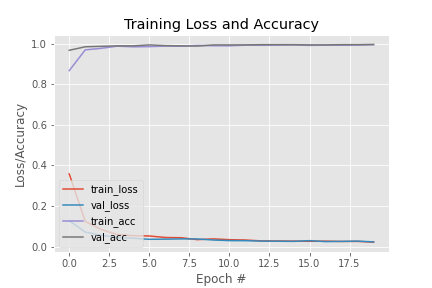 Training Loss and Accuracy
1.0
0.8
0.6
0.4
0.2
0.0
Loss/Accuracy
train_loss
val_loss
train_acc
val_acc
0.0 2.5 5.0 7.5 10.0 12.5 15.0 17.5
Epoch #